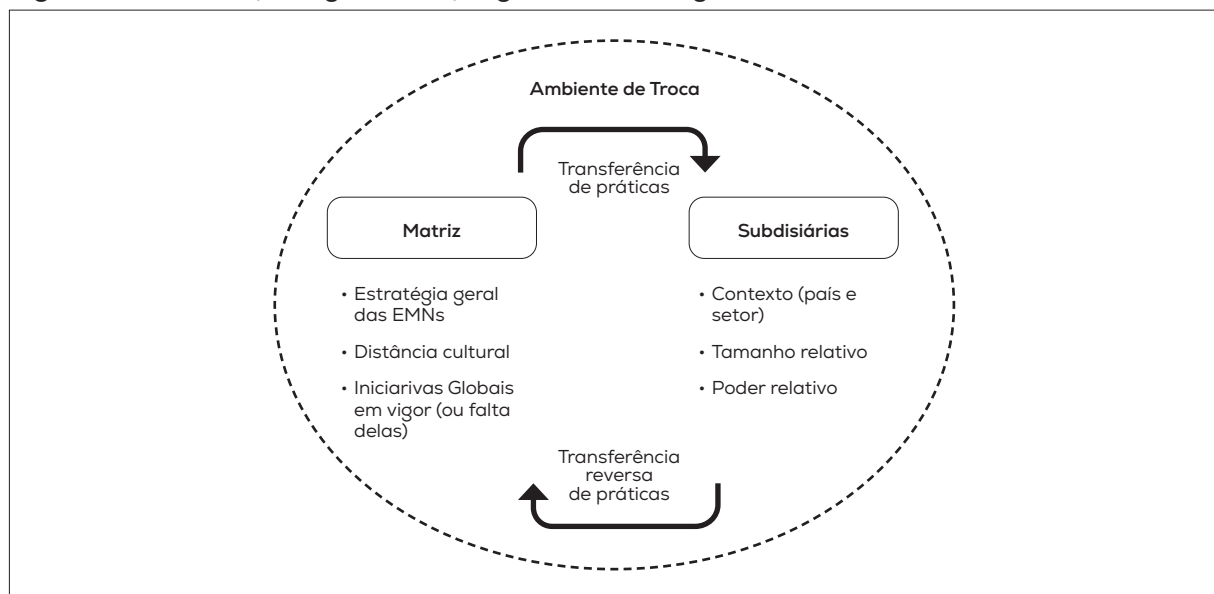 Ambiente de Troca
Transferência
de práticas
Matriz
• Estratégia geral
das EMNs
• Distância cultural
• Iniciarivas Globais
em vigor (ou falta
delas)
Subdisiárias
• Contexto (país e
setor)
• Tamanho relativo
• Poder relativo
Transferência
reversa
de práticas